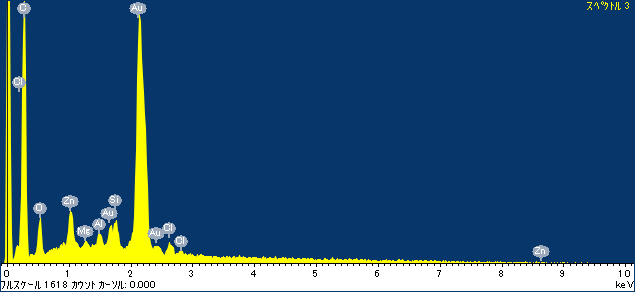 スペクトル 3
C Au
Cl
O Zn Mg Al Au Si Au Cl Cl Zn
0 1 2 3 4 5 6 7 8 9 10
フルスケール 1618 カウント カーソル: 0.000 keV